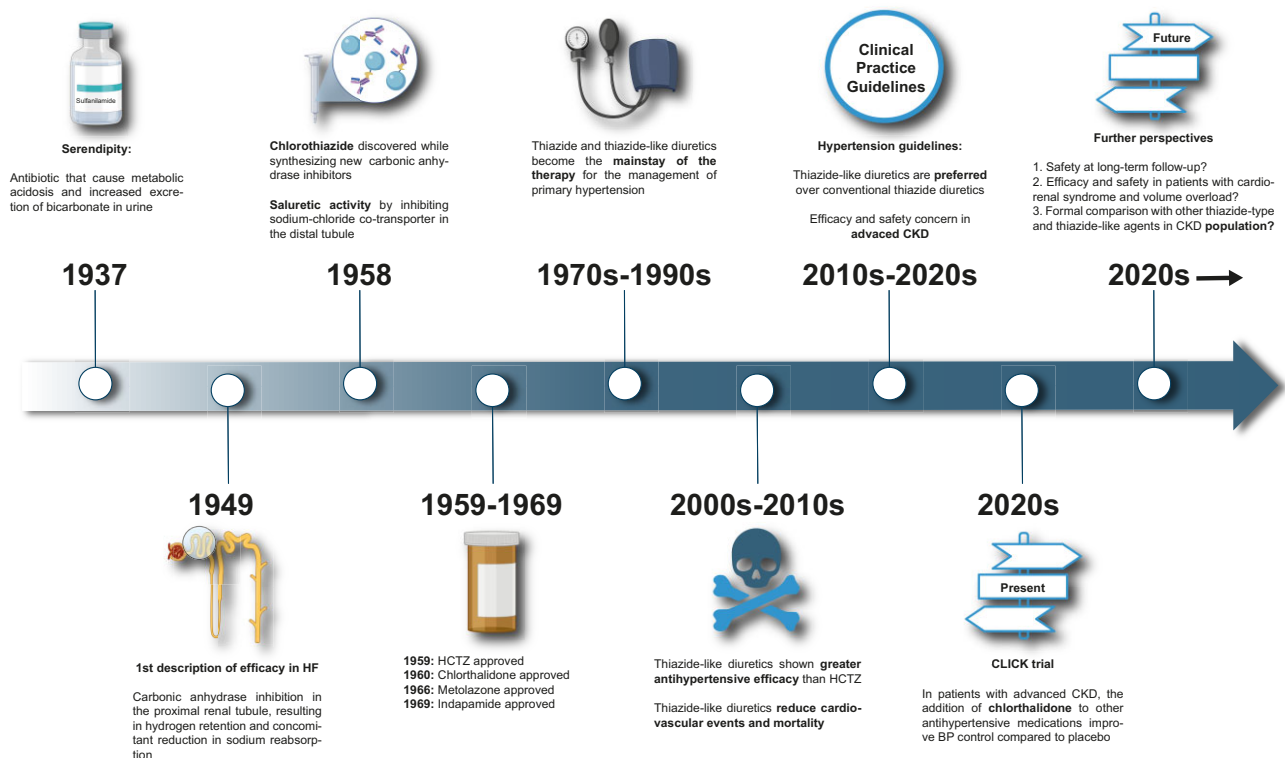 Sulfanilamide
Serendipity:
Antibiotic that cause metabolic
acidosis and increased excre-
tion of bicarbonate in urine
1937
Chlorothiazide discovered while
synthesizing new carbonic anhy-
drase inhibitors
Saluretic activity by inhibiting
sodium-chloride co-transporter in
the distal tubule
1958
Thiazide and thiazide-like diuretics
become the mainstay of the
therapy for the management of
primary hypertension
1970s-1990s
Clinical
Practice
Guidelines
Hypertension guidelines:
Thiazide-like diuretics are preferred
over conventional thiazide diuretics
Efficacy and safety concern in
advaced CKD
2010s-2020s
Future
Further perspectives
1. Safety at long-term follow-up?
2. Efficacy and safety in patients with cardio-
renal syndrome and volume overload?
3. Formal comparison with other thiazide-type
and thiazide-like agents in CKD population?
2020s
1949
1st description of efficacy in HF
Carbonic anhydrase inhibition in
the proximal renal tubule, resulting
in hydrogen retention and concomi-
tant reduction in sodium reabsorp-
tion
1959-1969
1959: HCTZ approved
1960: Chlorthalidone approved
1966: Metolazone approved
1969: Indapamide approved
2000s-2010s
Thiazide-like diuretics shown greater
antihypertensive efficacy than HCTZ
Thiazide-like diuretics reduce cardio-
vascular events and mortality
2020s
Present
CLICK trial
In patients with advanced CKD, the
addition of chlorthalidone to other
antihypertensive medications impro-
ve BP control compared to placebo